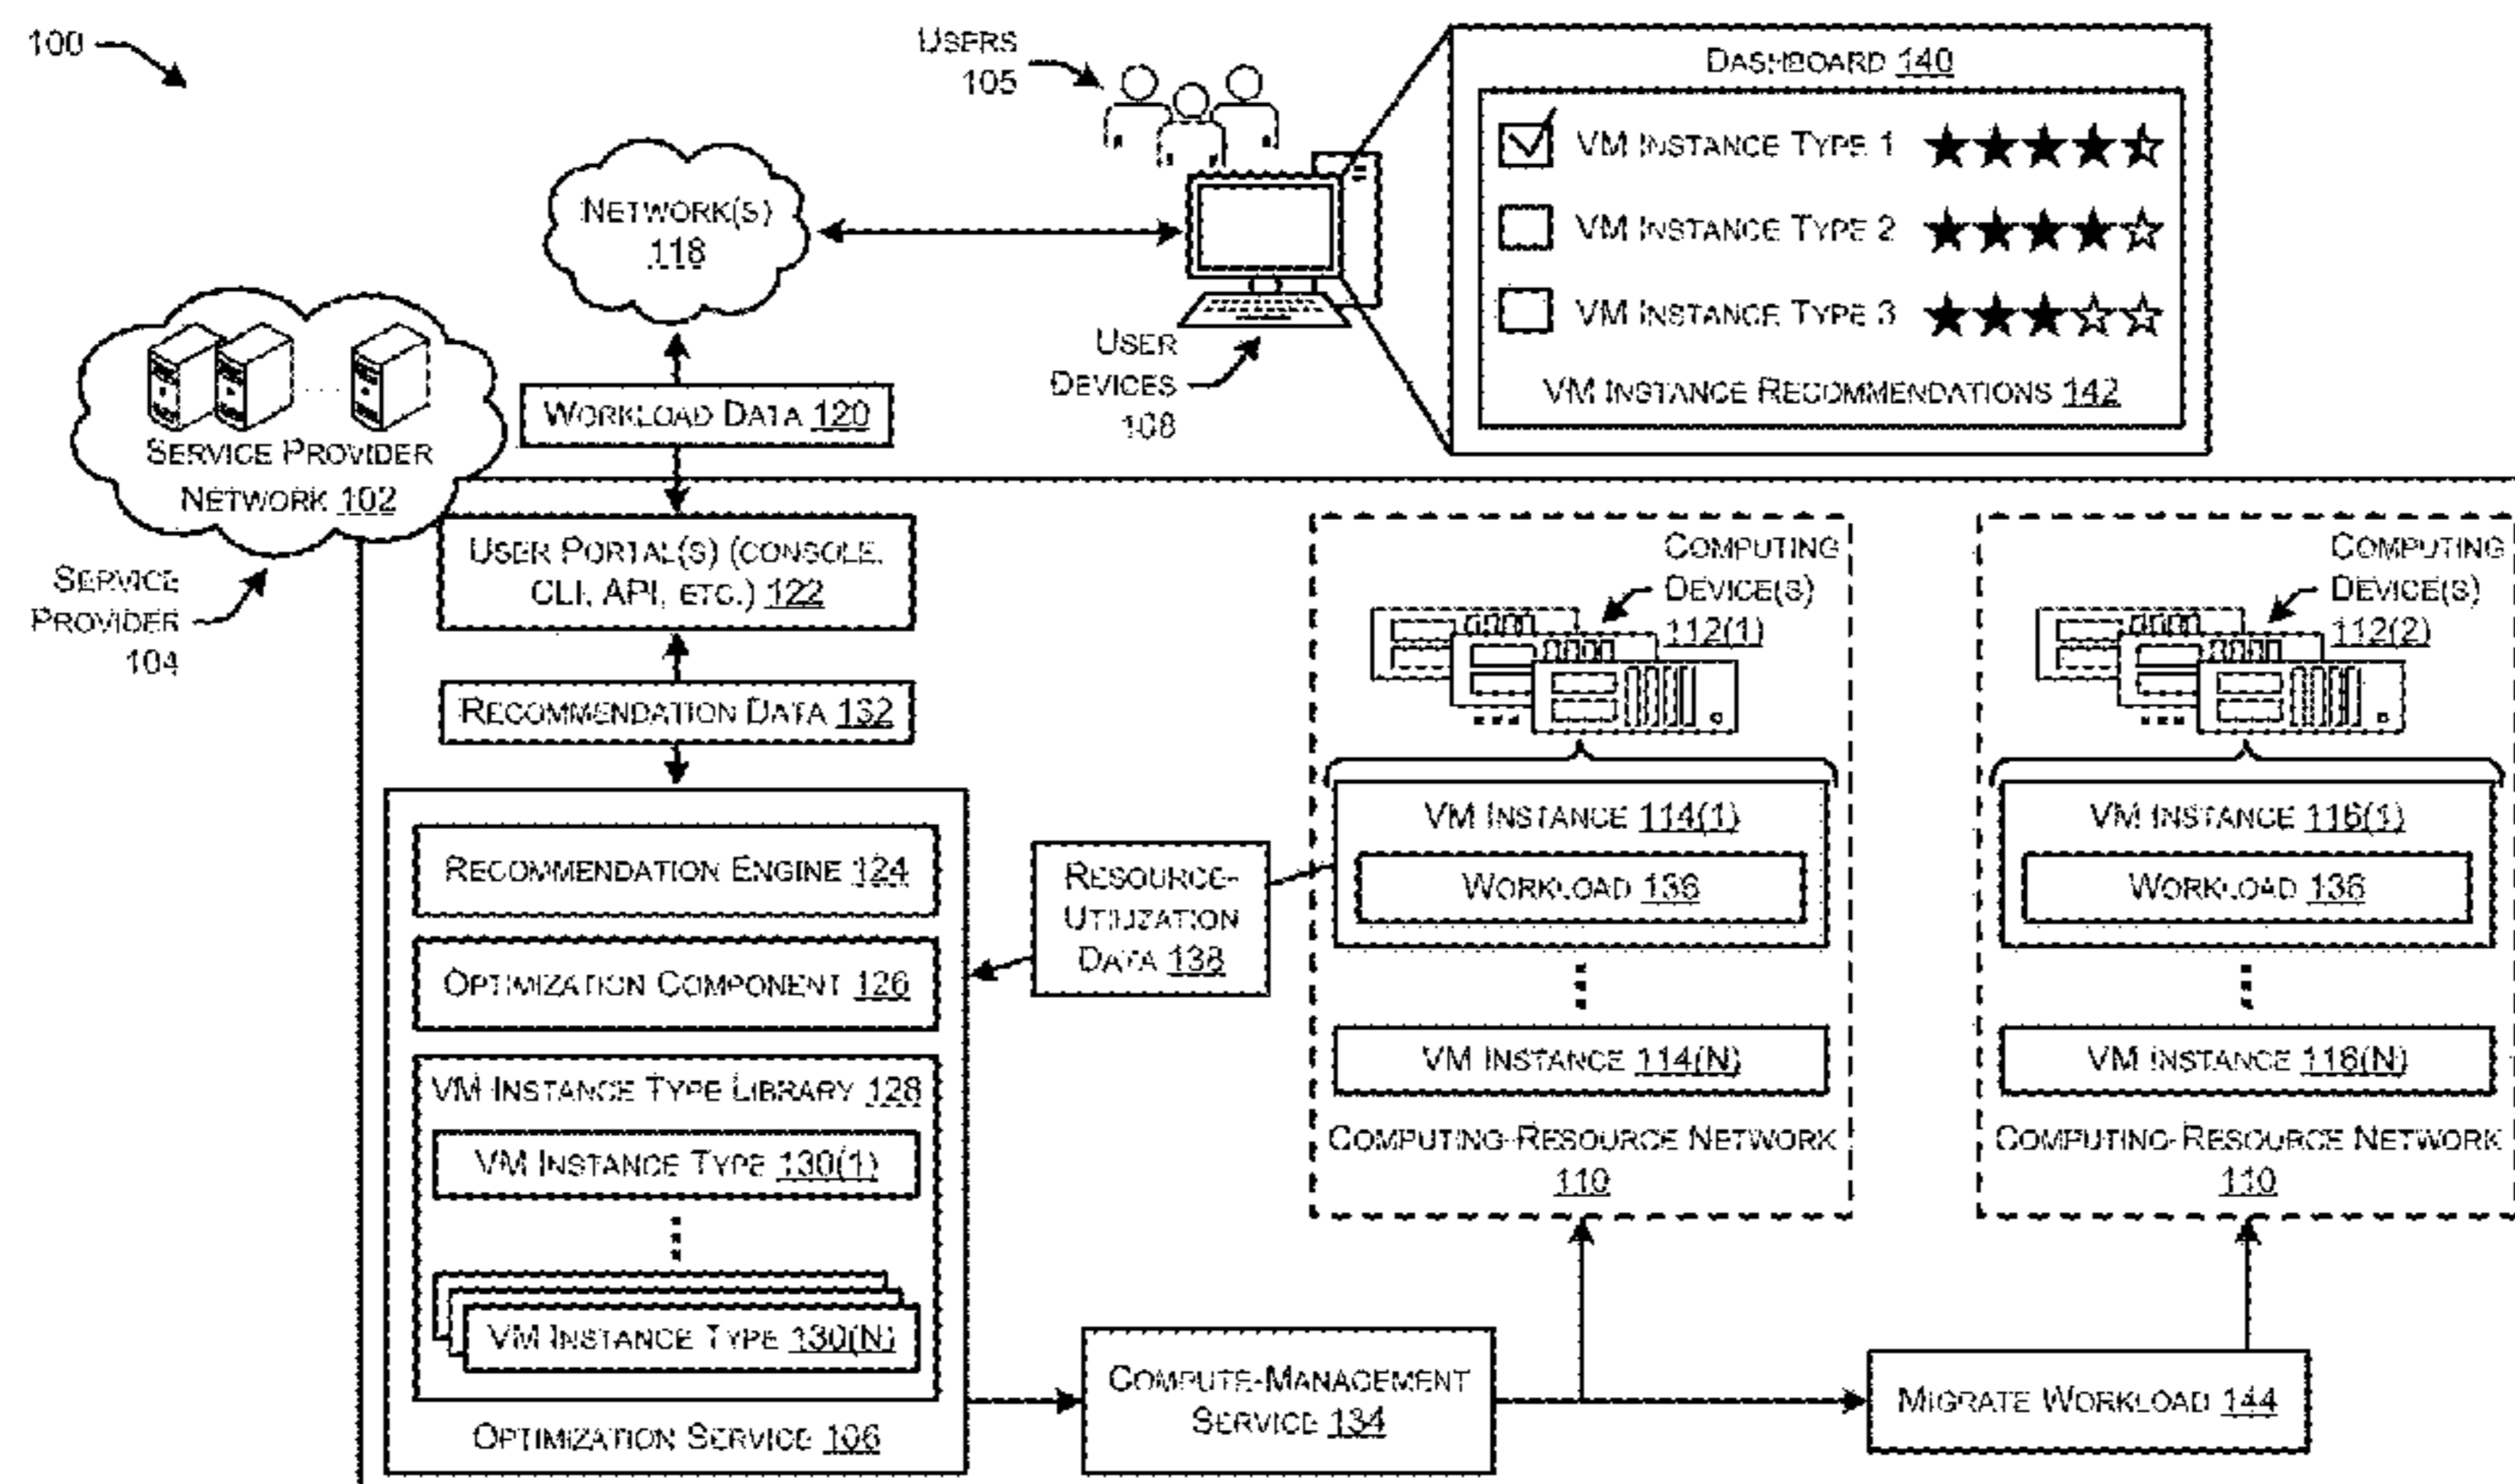 100
USERS
105
DASHBOARD 140
VM INSTANCE TYPE 1
VM INSTANCE TYPE 2
VM INSTANCE TYPE 3
VM INSTANCE RECOMMENDATIONS 142
NETWORK(S)
118
USER
DEVICES
108
WORKLOAD DATA 120
SERVICE PROVIDER
NETWORK 102
SERVICE
PROVIDER
104
USER PORTAL(S) (CONSOLE,
CLI, API, ETC.) 122
RECOMMENDATION DATA 132
RECOMMENDATION ENGINE 124
OPTIMIZATION COMPONENT 126
VM INSTANCE TYPE LIBRARY 128
VM INSTANCE TYPE 130(1)
VM INSTANCE TYPE 130(N)
OPTIMIZATION SERVICE 106
RESOURCE-
UTILIZATION
DATA 138
COMPUTING
DEVICE(S)
112(1)
VM INSTANCE 114(1)
WORKLOAD 136
VM INSTANCE 114(N)
COMPUTING-RESOURCE NETWORK
110
COMPUTING
DEVICE(S)
112(2)
VM INSTANCE 116(1)
WORKLOAD 136
VM INSTANCE 116(N)
COMPUTING-RESOURCE NETWORK
110
COMPUTE-MANAGEMENT
SERVICE 134
MIGRATE WORKLOAD 144